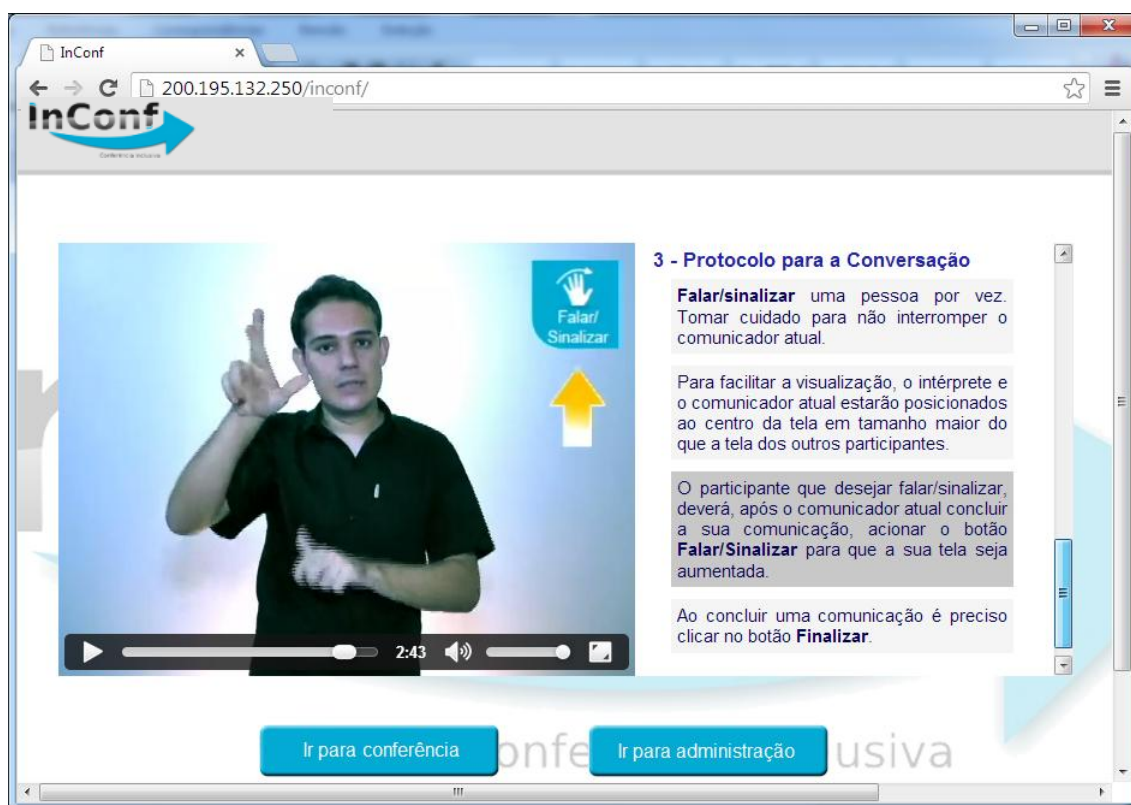 InConf
200.195.132.250/inconf/
InConf
Conferência Inclusiva
Falar/
Sinalizar
2:43
3 - Protocolo para a Conversação
Falar/sinalizar uma pessoa por vez.
Tomar cuidado para não interromper o
comunicador atual.
Para facilitar a visualização, o intérprete e
o comunicador atual estarão posicionados
ao centro da tela em tamanho maior do
que a tela dos outros participantes.
O participante que desejar falar/sinalizar,
deverá, após o comunicador atual concluir
a sua comunicação, acionar o botão
Falar/Sinalizar para que a sua tela seja
aumentada.
Ao concluir uma comunicação é preciso
clicar no botão Finalizar.
Ir para conferência
Ir para administração
onfe
usiva